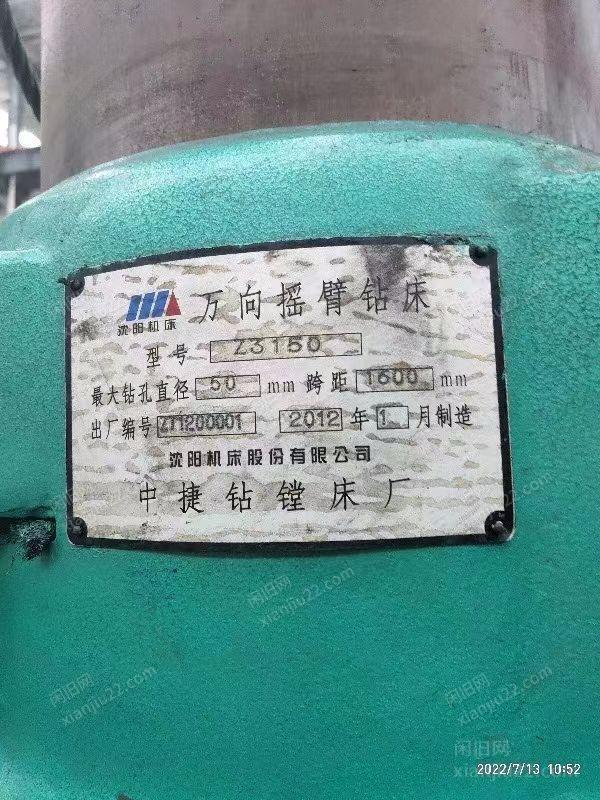 沈阳机床
万向摇臂钻床
型号 Z3150
最大钻孔直径 50 mm 跨距 1600 mm
出厂编号 ZT1200001 2012 年 1 月制造
沈阳机床股份有限公司
中捷钻镗床厂
闲旧网
xianjiu22.com
闲旧网
xianjiu22.com
闲旧网
xianjiu22.com
2022/7/13 10:52